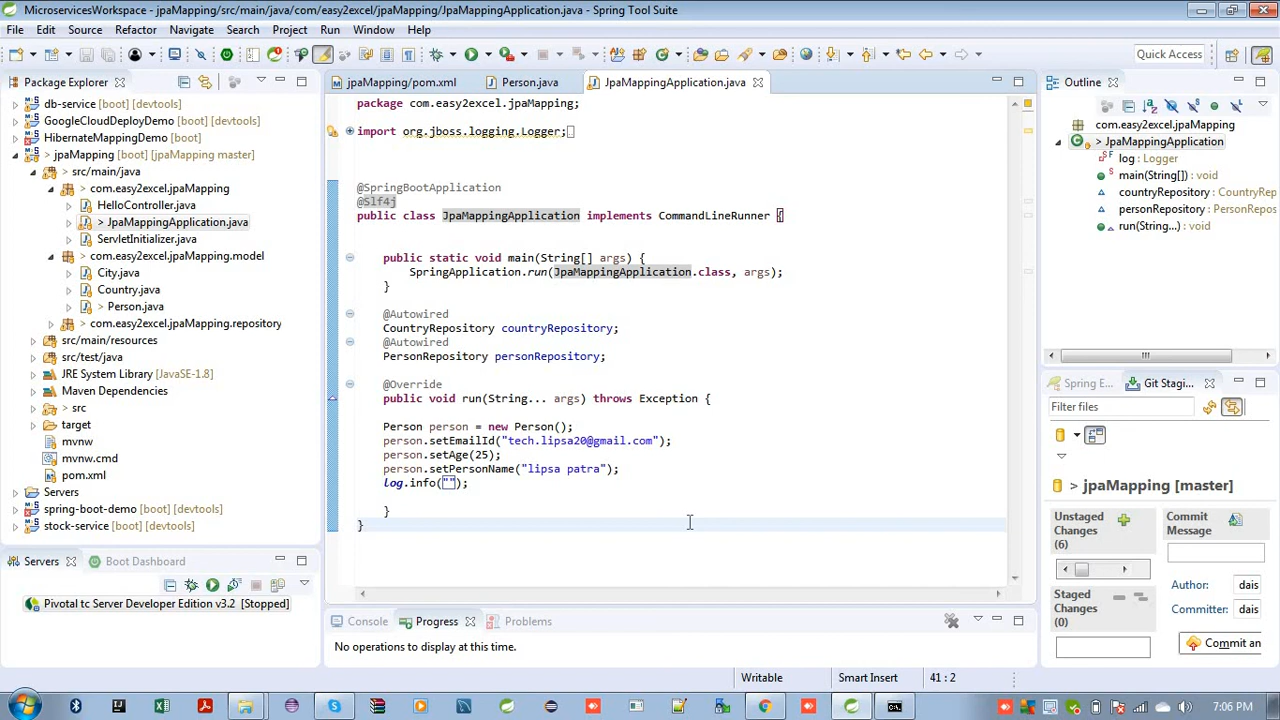 MicroservicesWorkspace - jpaMapping/src/main/java/com/easy2excel/jpaMapping/JpaMappingApplication.java - Spring Tool Suite
File Edit Source Refactor Navigate Search Project Run Window Help
Quick Access
Package Explorer
db-service [boot] [devtools]
GoogleCloudDeployDemo [boot] [devtools]
HibernateMappingDemo [boot]
> jpaMapping [boot] [jpaMapping master]
> src/main/java
> com.easy2excel.jpaMapping
HelloController.java
> JpaMappingApplication.java
ServletInitializer.java
> com.easy2excel.jpaMapping.model
City.java
Country.java
> Person.java
com.easy2excel.jpaMapping.repository
src/main/resources
src/test/java
JRE System Library [JavaSE-1.8]
Maven Dependencies
> src
target
mvnw
mvnw.cmd
pom.xml
Servers
spring-boot-demo [boot] [devtools]
stock-service [boot] [devtools]
Servers Boot Dashboard
Pivotal tc Server Developer Edition v3.2 [Stopped]
jpaMapping/pom.xml Person.java JpaMappingApplication.java
package com.easy2excel.jpaMapping;
import org.jboss.logging.Logger;
@SpringBootApplication
@Slf4j
public class JpaMappingApplication implements CommandLineRunner {
public static void main(String[] args) {
SpringApplication.run(JpaMappingApplication.class, args);
}
@Autowired
CountryRepository countryRepository;
@Autowired
PersonRepository personRepository;
@Override
public void run(String... args) throws Exception {
Person person = new Person();
person.setEmailId("tech.lipsa20@gmail.com");
person.setAge(25);
person.setPersonName("lipsa patra");
log.info("");
}
}
Console Progress Problems
No operations to display at this time.
Outline
com.easy2excel.jpaMapping
> JpaMappingApplication
log : Logger
main(String[]) : void
countryRepository : CountryRep
personRepository : PersonRepos
run(String...) : void
Spring E... Git Stagi...
Filter files
> jpaMapping [master]
Unstaged Changes (6)
Commit Message
Author: dais
Staged Changes (0)
Committer: dais
Commit an
Writable Smart Insert 41 : 2
7:06 PM